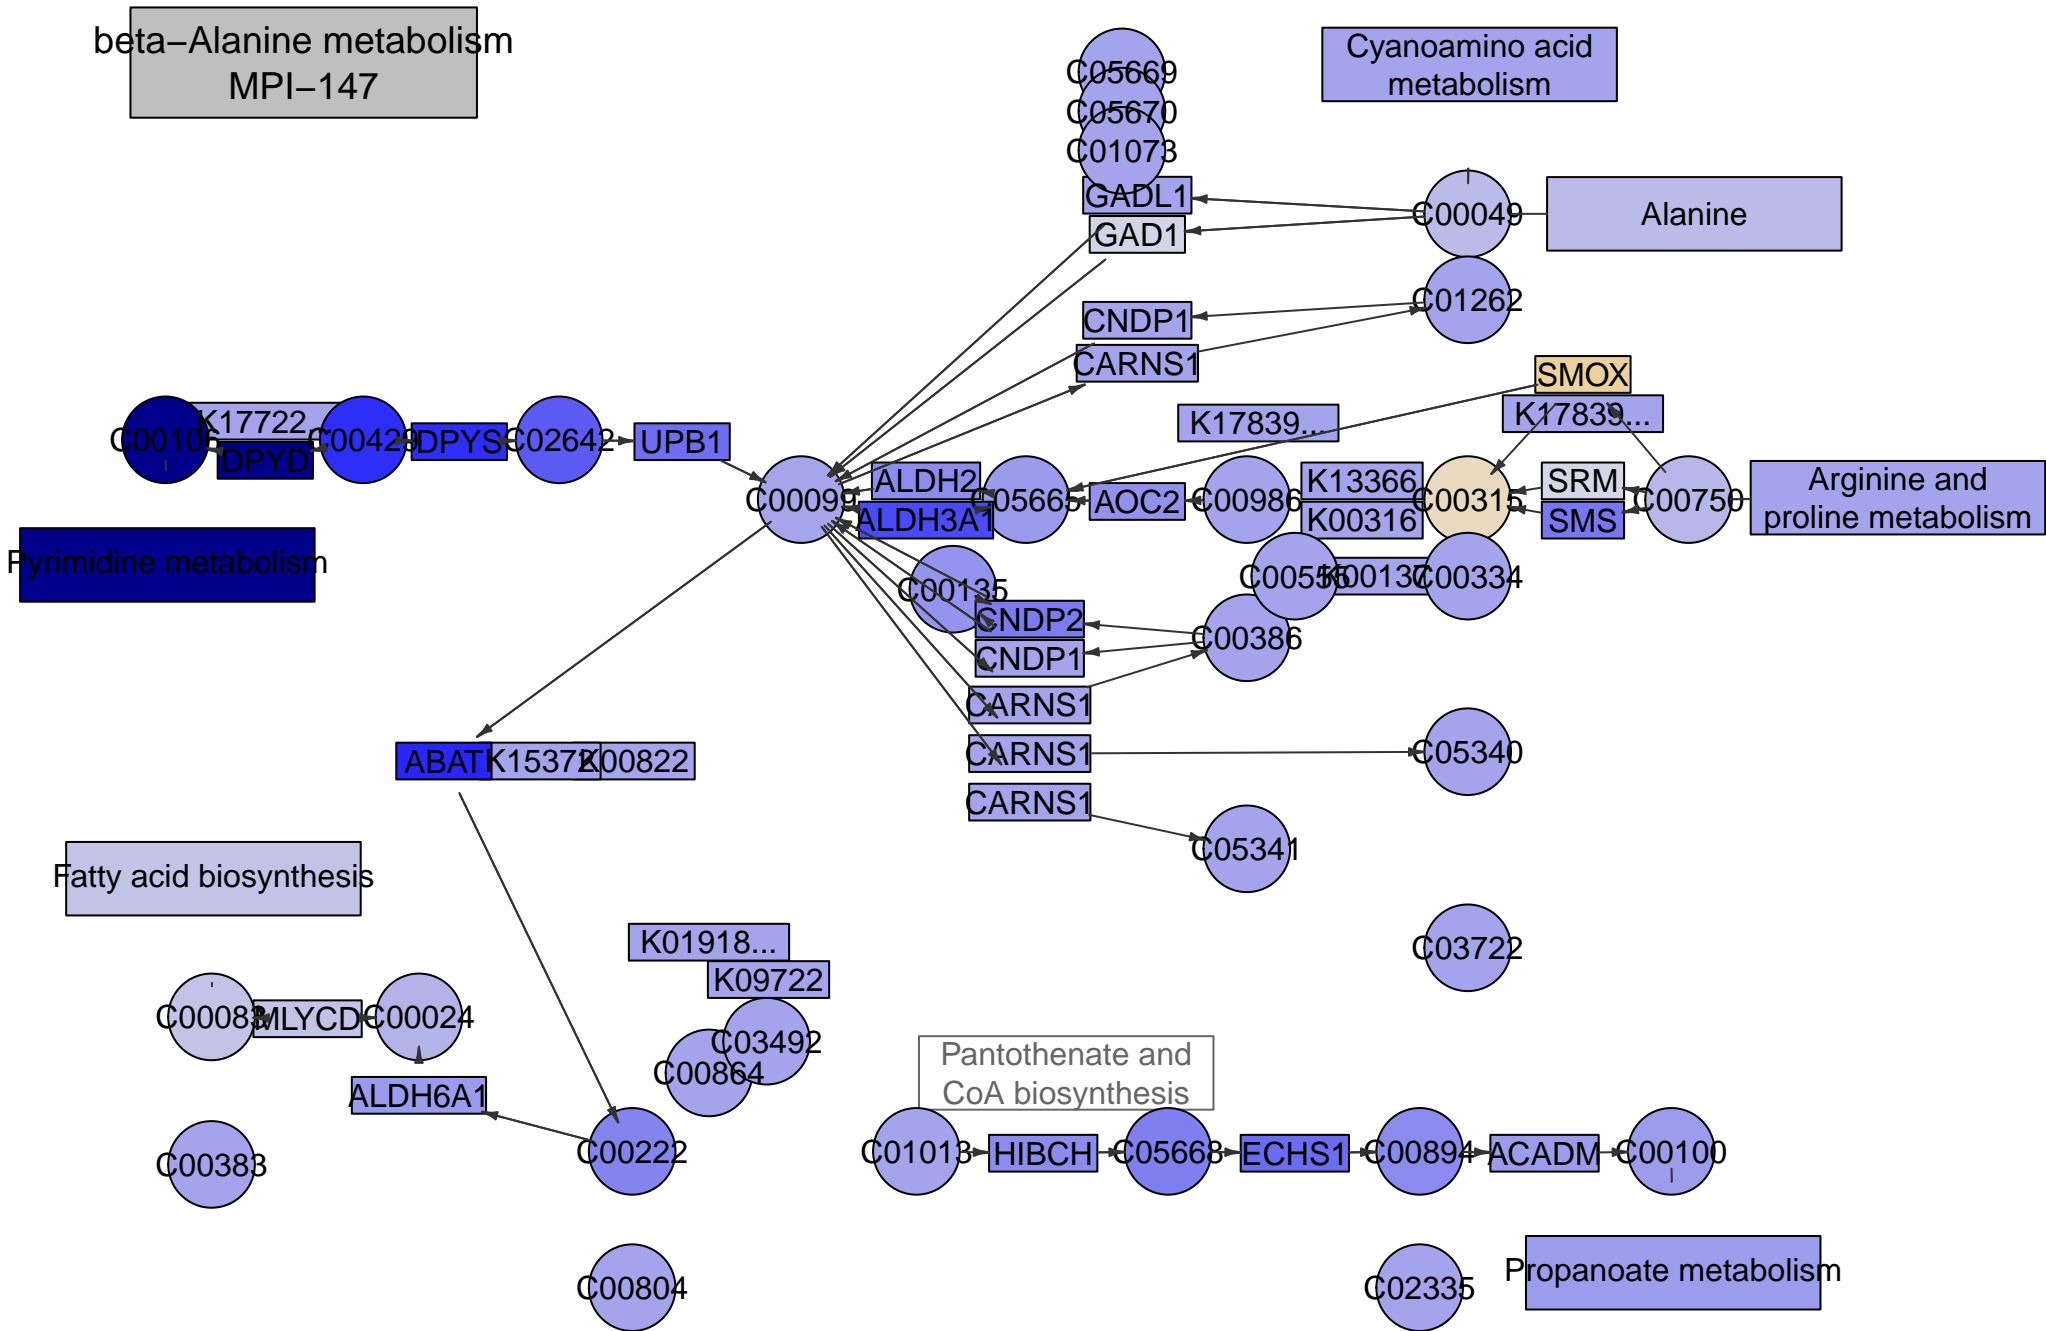 beta−Alanine metabolism
MPI−147
C05669
C05670
C01073
Cyanoamino acid
metabolism
GADL1
GAD1
C00049
Alanine
CNDP1
CARNS1
C01262
SMOX
K17839...
K17839...
C00106
K17722...
DPYD
C00429
DPYS
C02642
UPB1
C00099
ALDH2
ALDH3A1
C05665
AOC2
C00986
K13366
K00316
C00315
SRM
SMS
C00750
Arginine and
proline metabolism
Pyrimidine metabolism
C00135
C00555
K00137
C00334
CNDP2
CNDP1
C00386
CARNS1
CARNS1
CARNS1
C05340
C05341
ABAT
K15372
K00822
Fatty acid biosynthesis
K01918...
K09722
C03722
C00083
MLYCD
C00024
C03492
C00864
ALDH6A1
Pantothenate and
CoA biosynthesis
C00383
C00222
C01013
HIBCH
C05668
ECHS1
C00894
ACADM
C00100
C00804
C02335
Propanoate metabolism